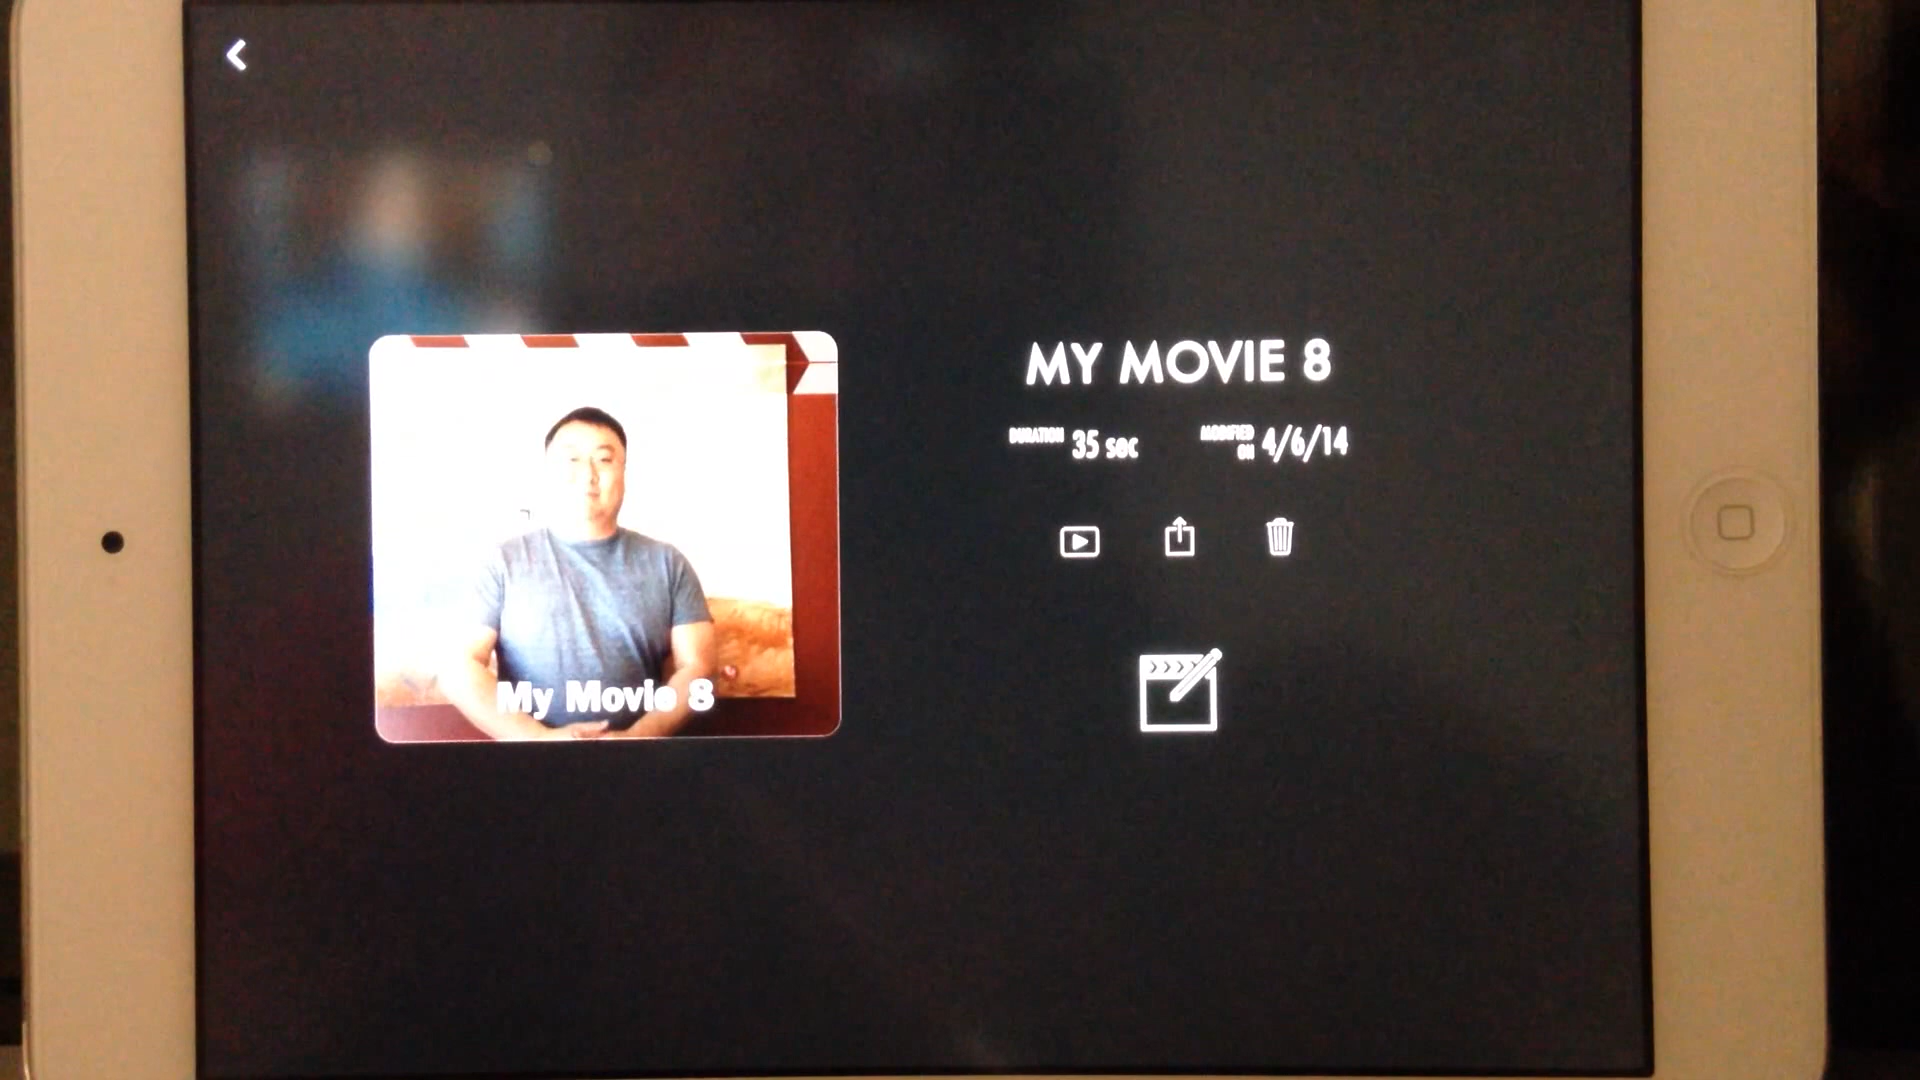 MY MOVIE 8
DURATION 35 sec
MODIFIED ON 4/6/14
My Movie 8